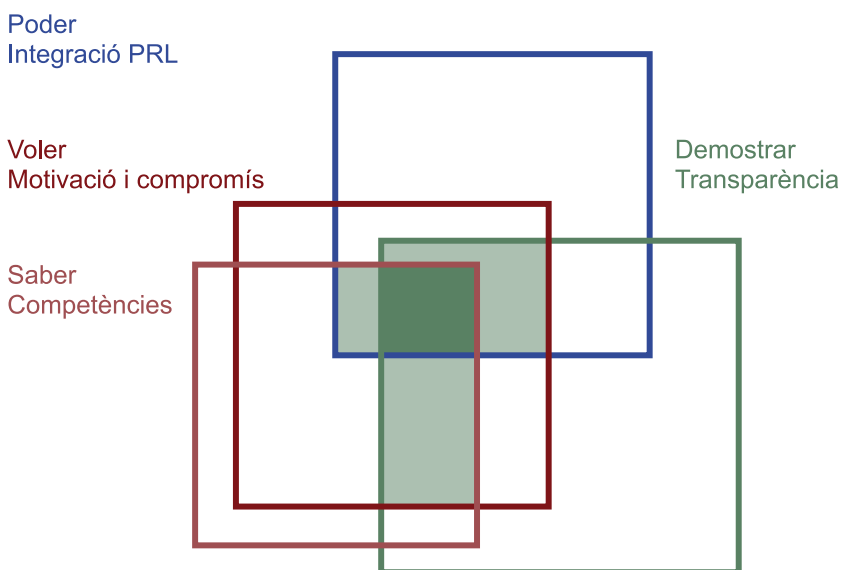 Poder
Integració PRL
Voler
Motivació i compromís
Demostrar
Transparència
Saber
Competències